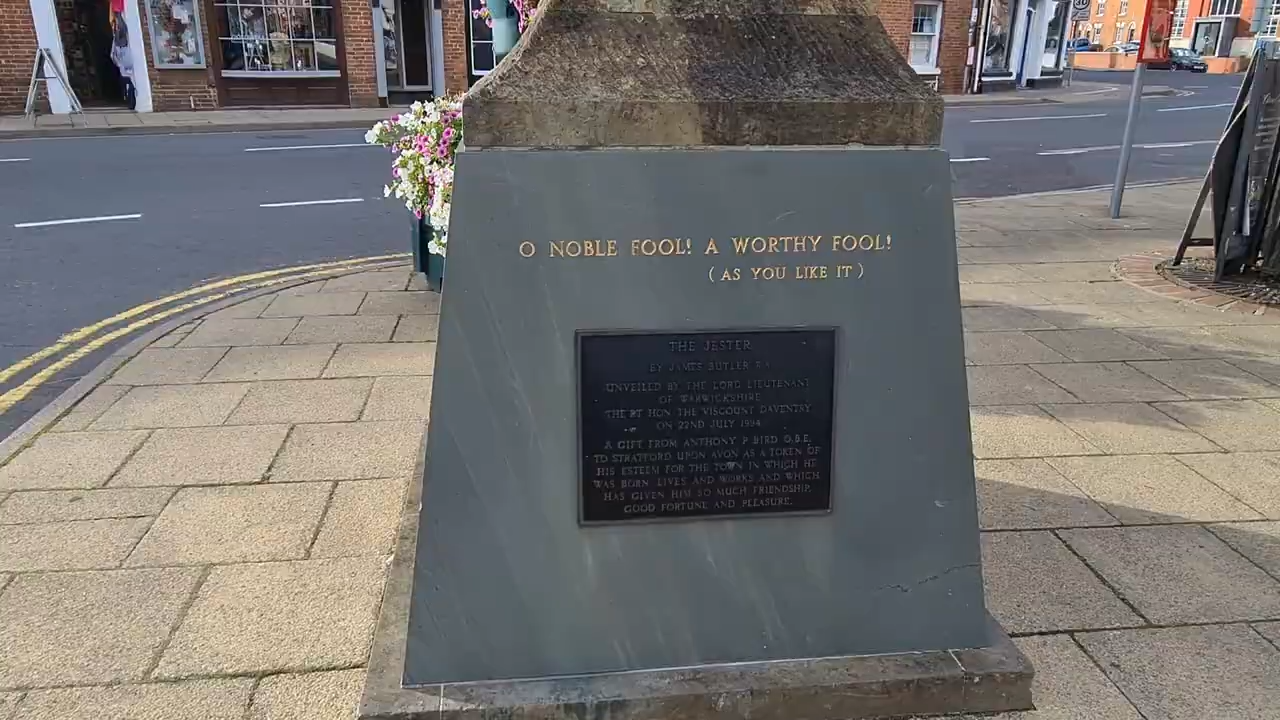 O NOBLE FOOL! A WORTHY FOOL!
(AS YOU LIKE IT)
THE JESTER
BY JAMES BUTLER R.A.
UNVEILED BY THE LORD LIEUTENANT
OF WARWICKSHIRE
THE RT HON THE VISCOUNT DAVENTRY
ON 22ND JULY 1994
A GIFT FROM ANTHONY P BIRD O.B.E.
TO STRATFORD UPON AVON AS A TOKEN OF
HIS ESTEEM FOR THE TOWN IN WHICH HE
WAS BORN, LIVES AND WORKS AND WHICH
HAS GIVEN HIM SO MUCH FRIENDSHIP,
GOOD FORTUNE AND PLEASURE.